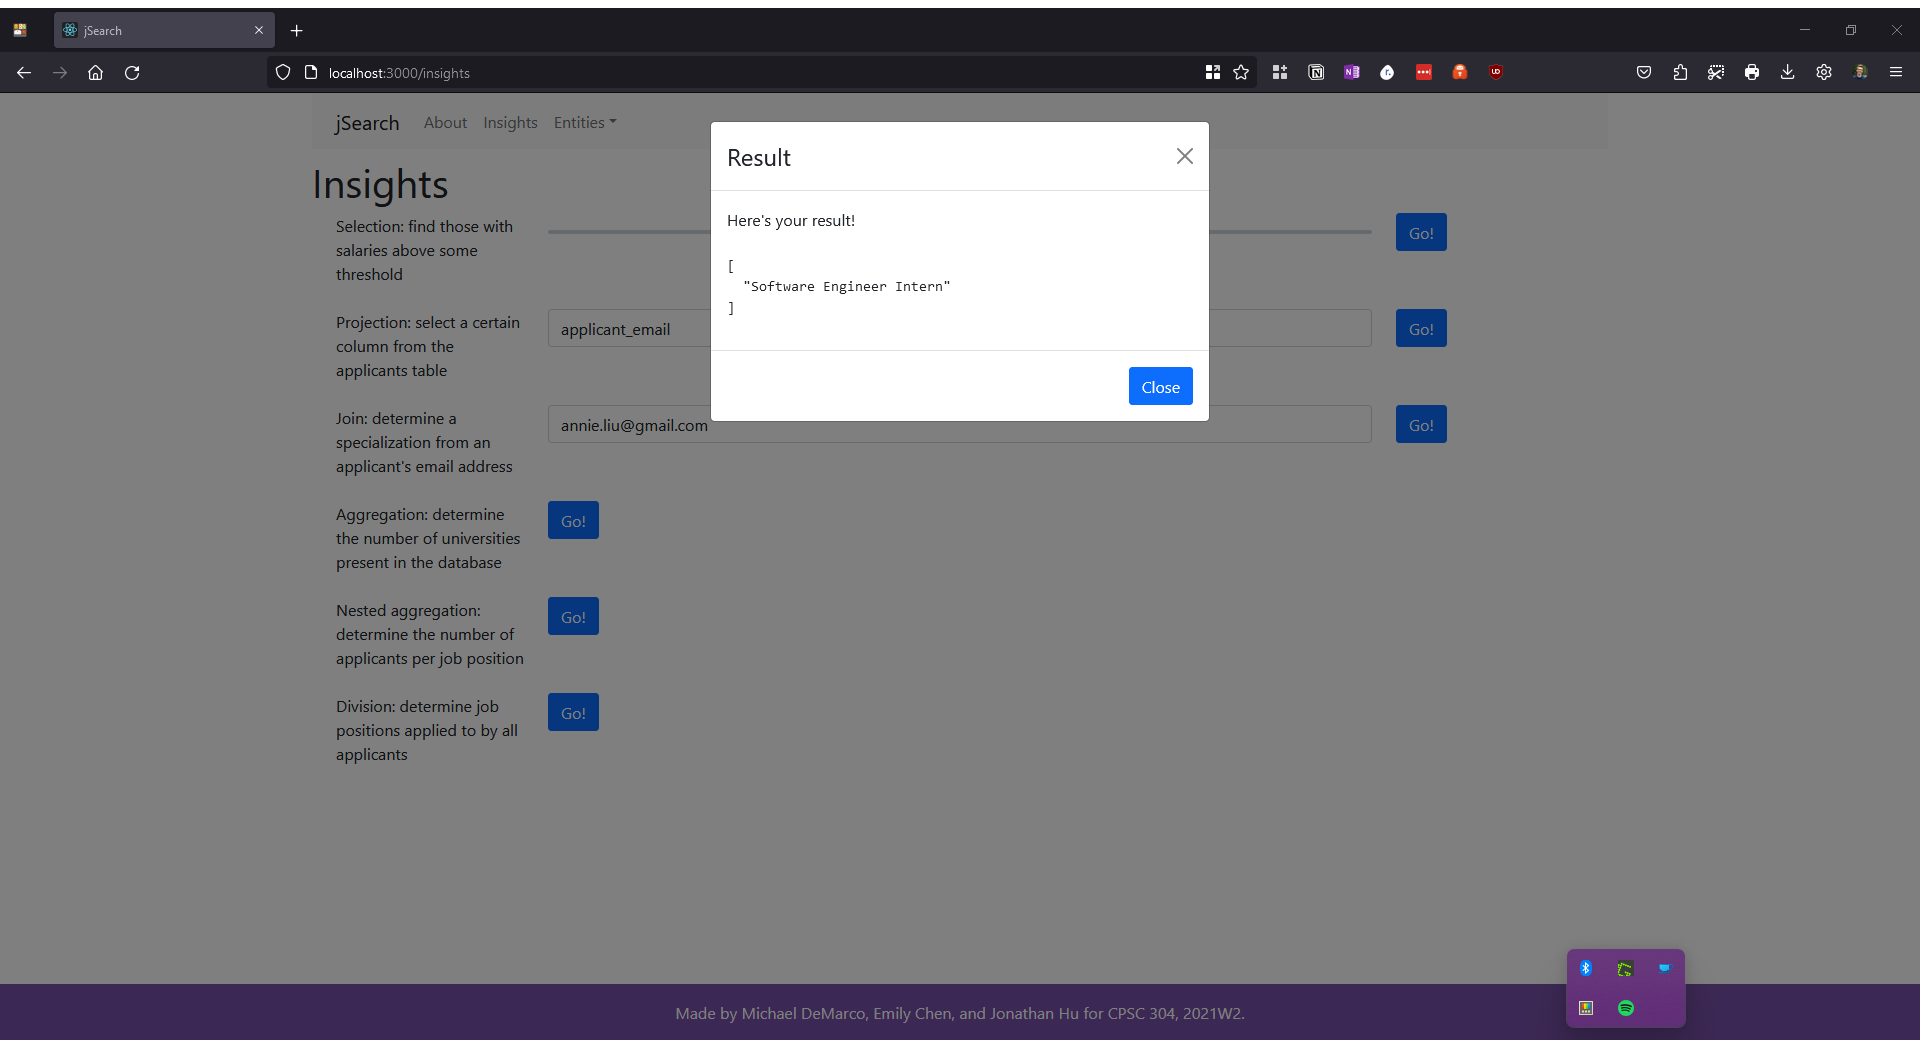 jSearch
localhost:3000/insights
jSearch About Insights Entities
Insights
Result
Here's your result!
[
"Software Engineer Intern"
]
Close
Selection: find those with
salaries above some
threshold
Go!
Projection: select a certain
column from the
applicants table
applicant_email
Go!
Join: determine a
specialization from an
applicant's email address
annie.liu@gmail.com
Go!
Aggregation: determine
the number of universities
present in the database
Go!
Nested aggregation:
determine the number of
applicants per job position
Go!
Division: determine job
positions applied to by all
applicants
Go!
Made by Michael DeMarco, Emily Chen, and Jonathan Hu for CPSC 304, 2021W2.